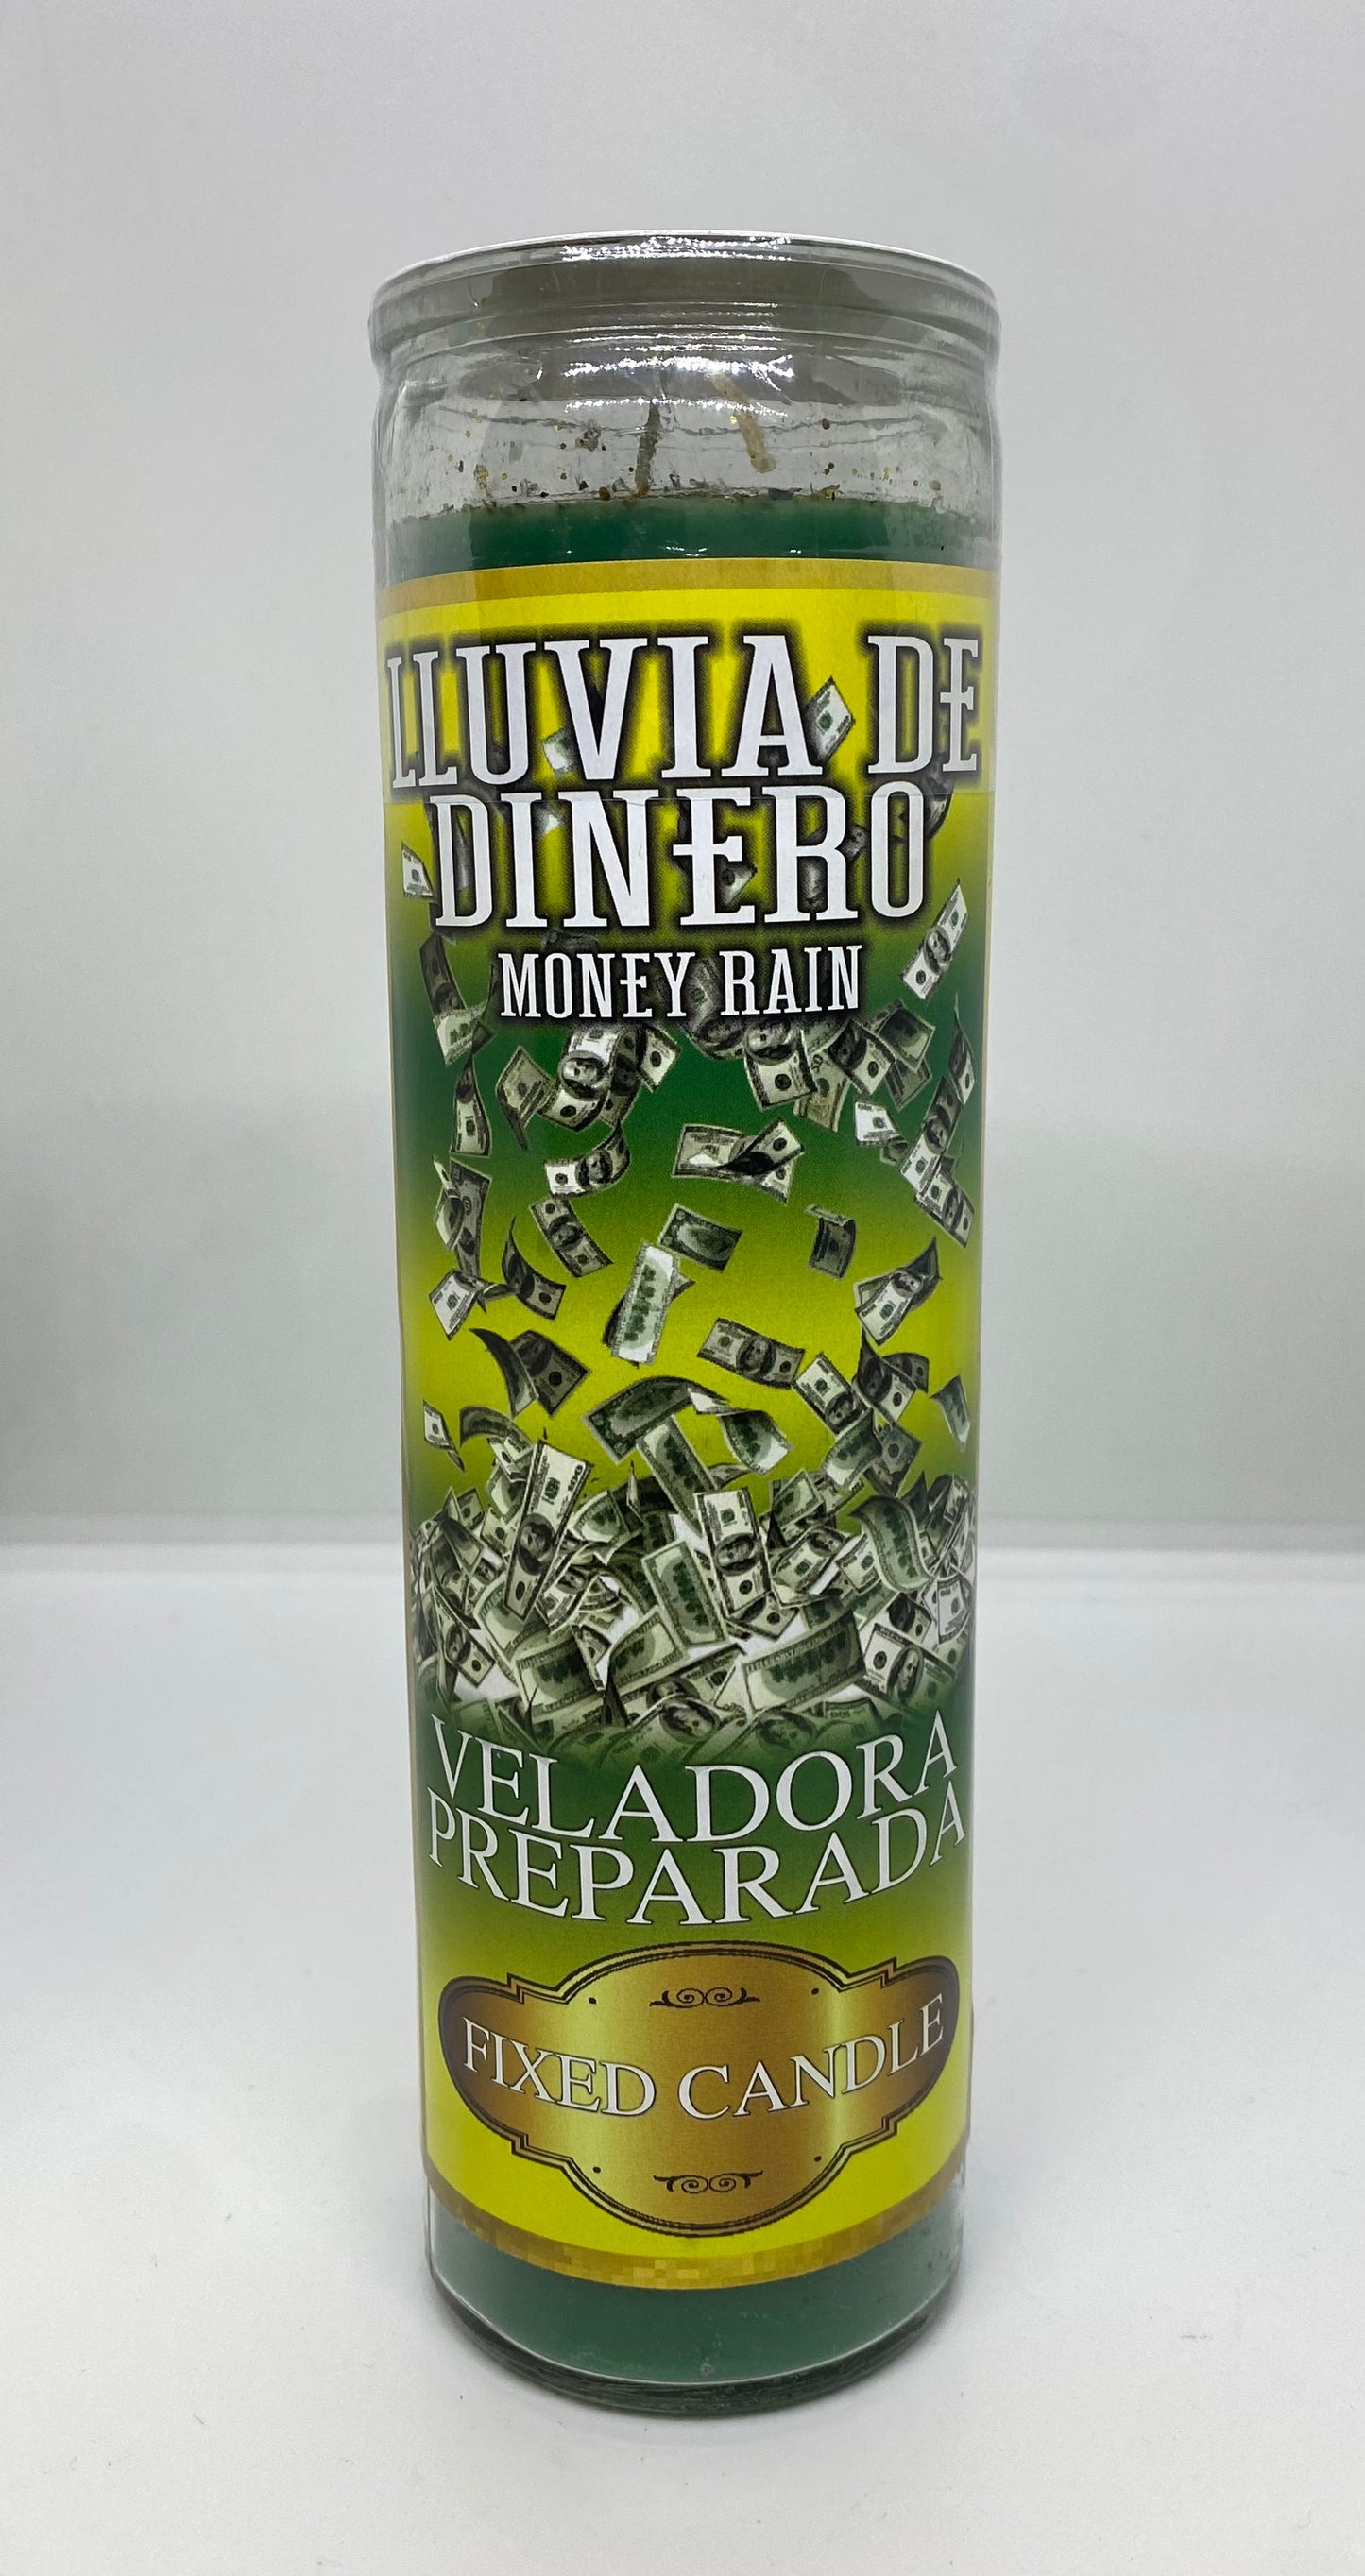 LLUVIA DE
DINERO
MONEY RAIN
VELADORA
PREPARADA
FIXED CANDLE